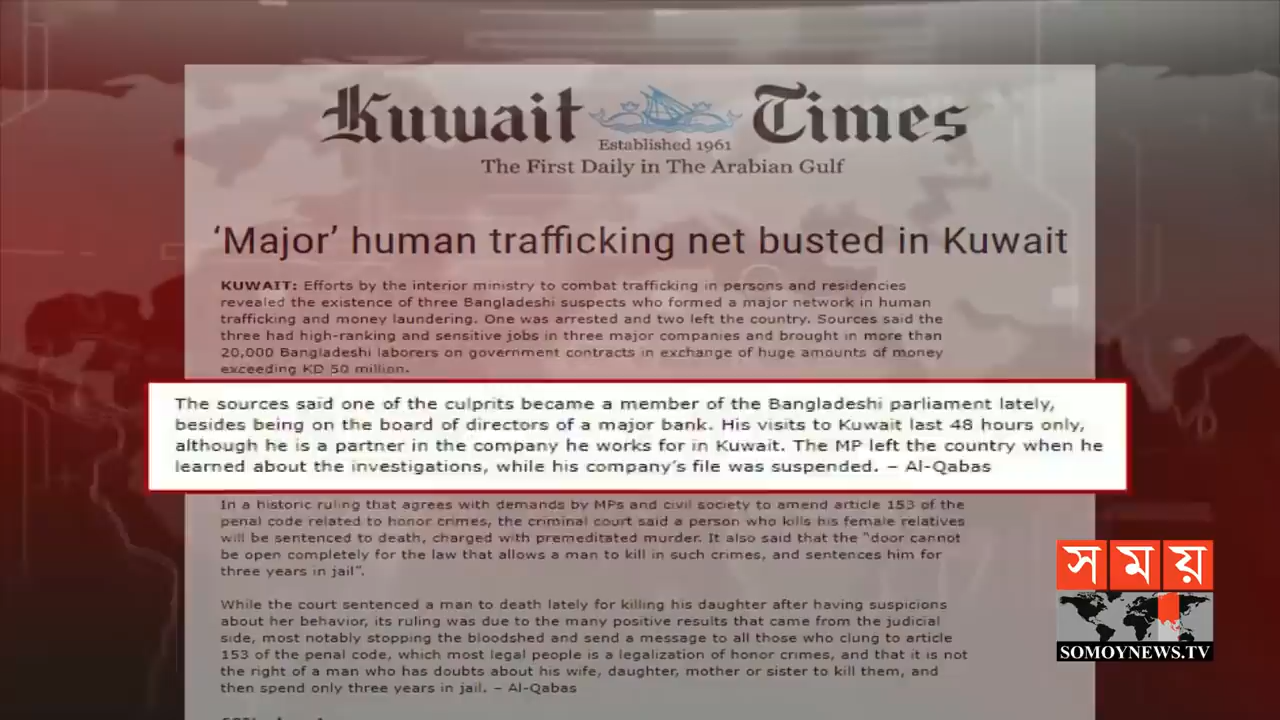 Kuwait Times
Established 1961
The First Daily in The Arabian Gulf
‘Major’ human trafficking net busted in Kuwait
KUWAIT: Efforts by the interior ministry to combat trafficking in persons and residencies
revealed the existence of three Bangladeshi suspects who formed a major network in human
trafficking and money laundering. One was arrested and two left the country. Sources said the
three had high-ranking and sensitive jobs in three major companies and brought in more than
20,000 Bangladeshi laborers on government contracts in exchange of huge amounts of money
exceeding KD 50 million.
The sources said one of the culprits became a member of the Bangladeshi parliament lately,
besides being on the board of directors of a major bank. His visits to Kuwait last 48 hours only,
although he is a partner in the company he works for in Kuwait. The MP left the country when he
learned about the investigations, while his company’s file was suspended. – Al-Qabas
In a historic ruling that agrees with demands by MPs and civil society to amend article 153 of the
penal code related to honor crimes, the criminal court said a person who kills his female relatives
will be sentenced to death, charged with premeditated murder. It also said that the “door cannot
be open completely for the law that allows a man to kill in such crimes, and sentences him for
three years in jail”.
While the court sentenced a man to death lately for killing his daughter after having suspicions
about her behavior, its ruling was due to the many positive results that came from the judicial
side, most notably stopping the bloodshed and send a message to all those who clung to article
153 of the penal code, which most legal people is a legalization of honor crimes, and that it is not
the right of a man who has doubts about his wife, daughter, mother or sister to kill them, and
then spend only three years in jail. – Al-Qabas
সময়
SOMOYNEWS.TV